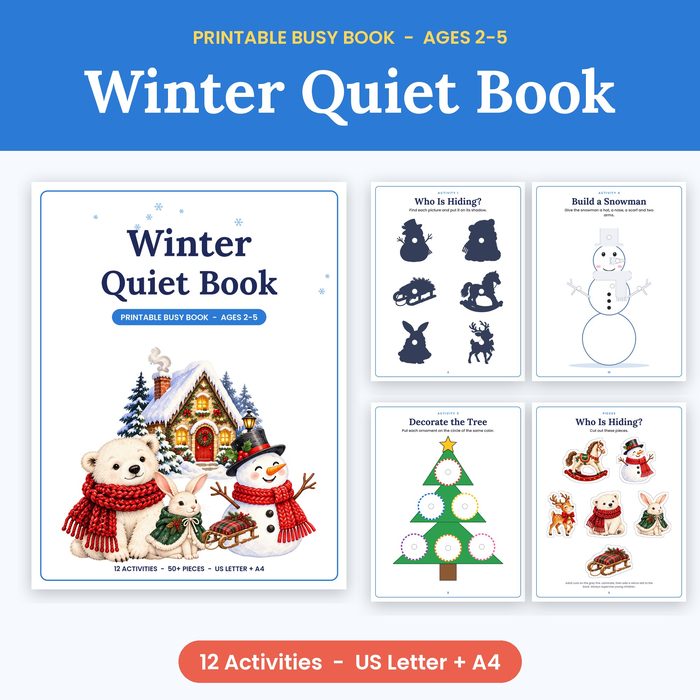 PRINTABLE BUSY BOOK - AGES 2-5
Winter Quiet Book
Winter
Quiet Book
PRINTABLE BUSY BOOK - AGES 2-5
12 ACTIVITIES - 50+ PIECES - US LETTER + A4
ACTIVITY 1
Who Is Hiding?
Find each picture and put it on its shadow.
Build a Snowman
Give the snowman a hat, a nose, a scarf and two
arms.
Decorate the Tree
Put each ornament on the circle of the same color.
PIECES
Who Is Hiding?
Cut out these pieces.
12 Activities - US Letter + A4